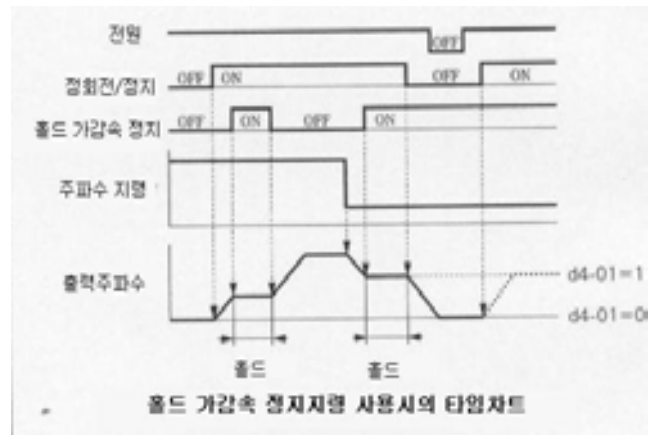 전원
OFF
정회전/정지 OFF ON OFF ON
홀드 가감속 정지 OFF ON OFF ON
주파수 지령
출력주파수
d4-01=1
d4-01=0
홀드 홀드
홀드 가감속 정지지령 사용시의 타임차트